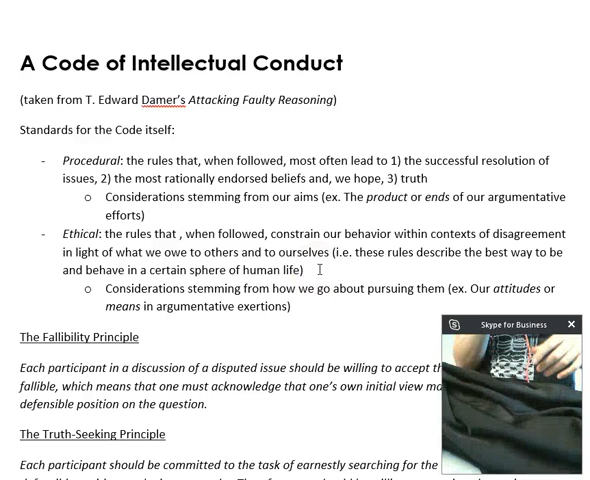 A Code of Intellectual Conduct
(taken from T. Edward Damer's Attacking Faulty Reasoning)
Standards for the Code itself:
- Procedural: the rules that, when followed, most often lead to 1) the successful resolution of
issues, 2) the most rationally endorsed beliefs and, we hope, 3) truth
o Considerations stemming from our aims (ex. The product or ends of our argumentative
efforts)
- Ethical: the rules that , when followed, constrain our behavior within contexts of disagreement
in light of what we owe to others and to ourselves (i.e. these rules describe the best way to be
and behave in a certain sphere of human life)
o Considerations stemming from how we go about pursuing them (ex. Our attitudes or
means in argumentative exertions)
Skype for Business
The Fallibility Principle
Each participant in a discussion of a disputed issue should be willing to accept th
fallible, which means that one must acknowledge that one's own initial view ma
defensible position on the question.
The Truth-Seeking Principle
Each participant should be committed to the task of earnestly searching for the